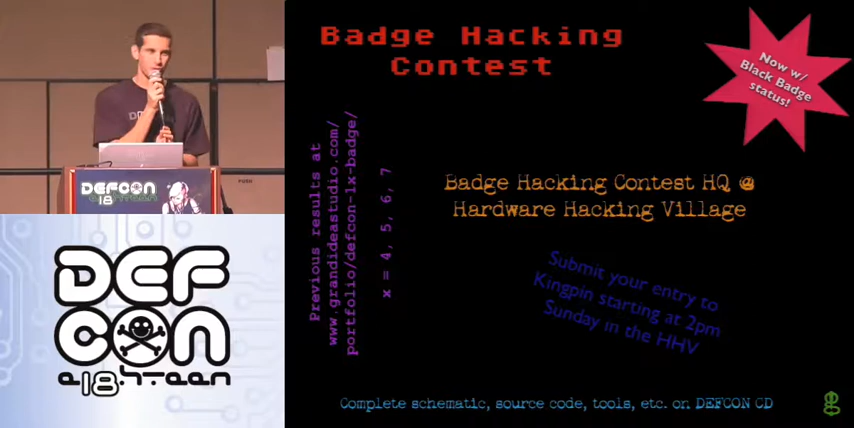 Badge Hacking
Contest
Now w/
Black Badge
status!
Previous results at
www.grandideastudio.com/
portfolio/defcon-1x-badge/
x = 4, 5, 6, 7
Badge Hacking Contest HQ @
Hardware Hacking Village
Submit your entry to
Kingpin starting at 2pm
Sunday in the HHV
Complete schematic, source code, tools, etc. on DEFCON CD
DEFCON
18
DEF
CON
e18.hteen